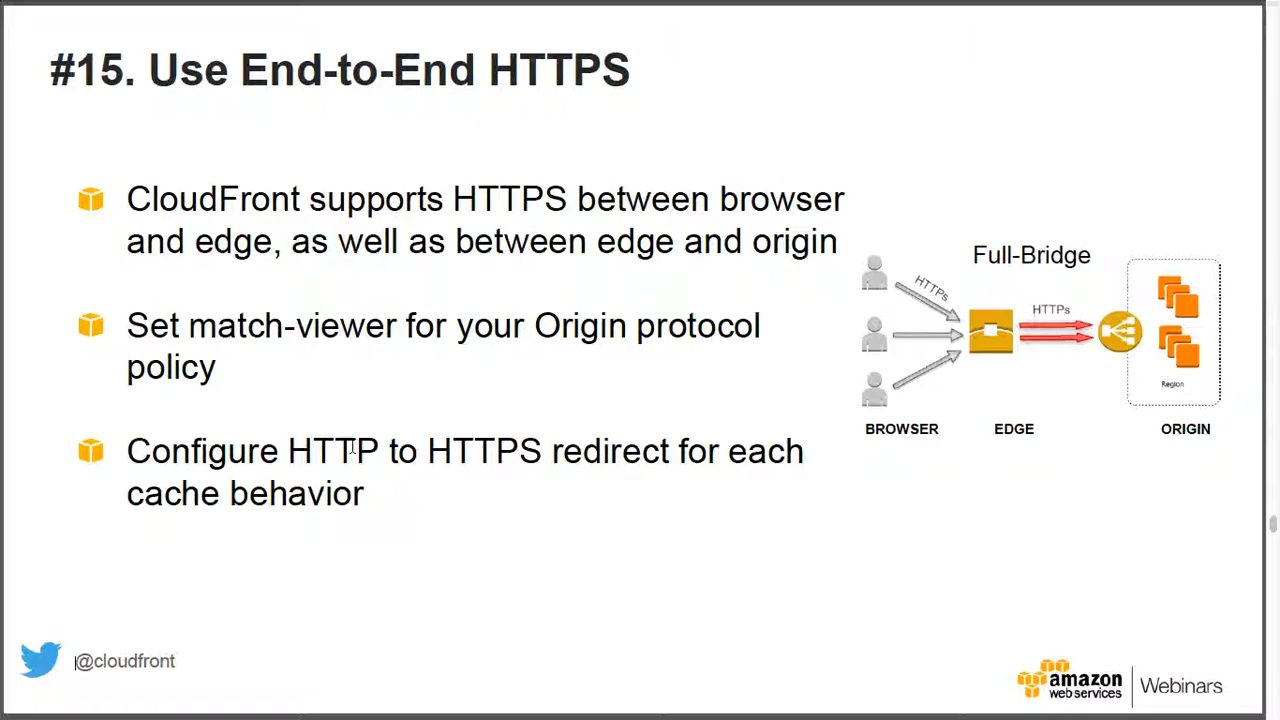 #15. Use End-to-End HTTPS
CloudFront supports HTTPS between browser
and edge, as well as between edge and origin
Set match-viewer for your Origin protocol
policy
Configure HTTP to HTTPS redirect for each
cache behavior
Full-Bridge
HTTPs
HTTPs
Region
BROWSER
EDGE
ORIGIN
@cloudfront
amazon
web services
Webinars